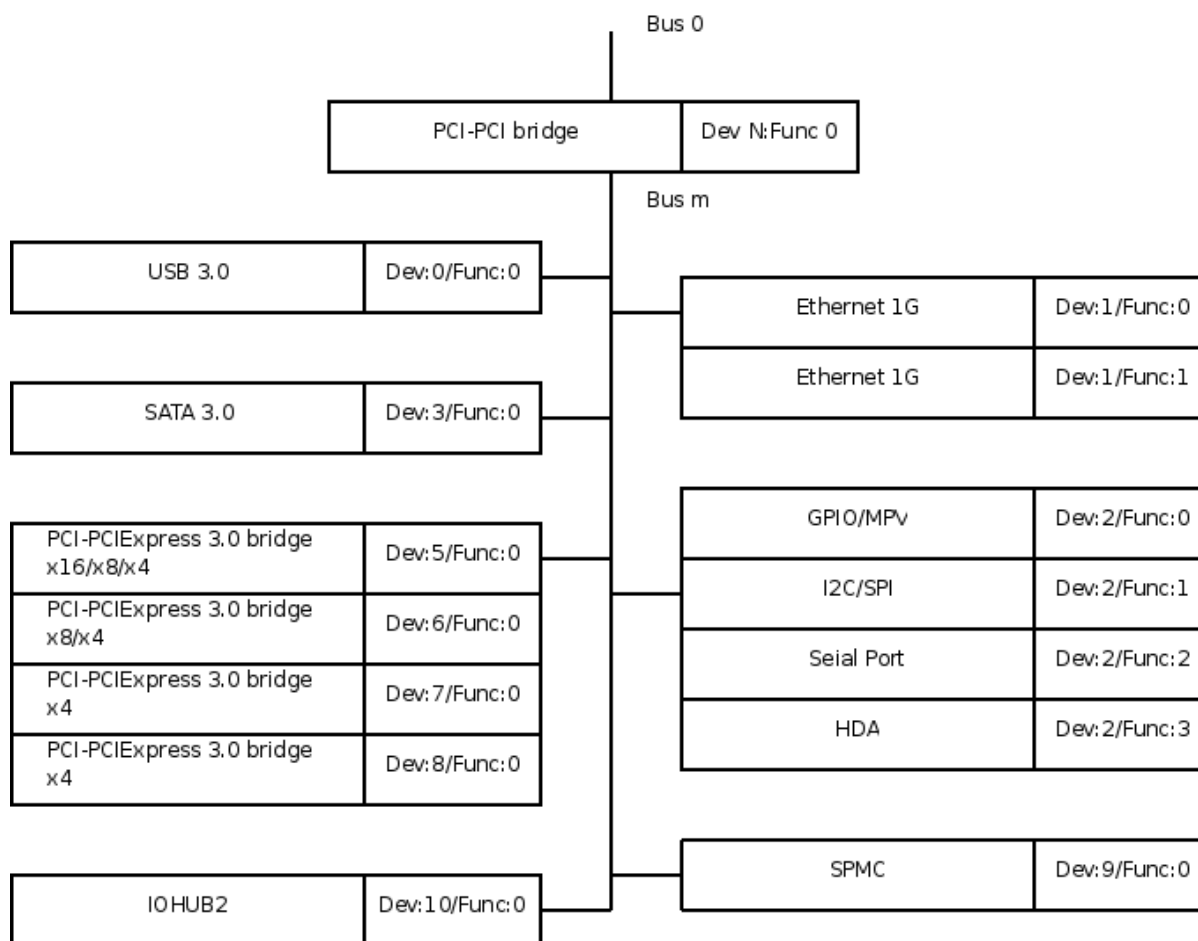 Bus 0
PCI-PCI bridge
Dev N:Func 0
Bus m
USB 3.0
Dev:0/Func:0
Ethernet 1G
Dev:1/Func:0
Ethernet 1G
Dev:1/Func:1
SATA 3.0
Dev:3/Func:0
PCI-PCIExpress 3.0 bridge
x16/x8/x4
Dev:5/Func:0
PCI-PCIExpress 3.0 bridge
x8/x4
Dev:6/Func:0
PCI-PCIExpress 3.0 bridge
x4
Dev:7/Func:0
PCI-PCIExpress 3.0 bridge
x4
Dev:8/Func:0
GPIO/MPV
Dev:2/Func:0
I2C/SPI
Dev:2/Func:1
Seial Port
Dev:2/Func:2
HDA
Dev:2/Func:3
SPMC
Dev:9/Func:0
IOHUB2
Dev:10/Func:0